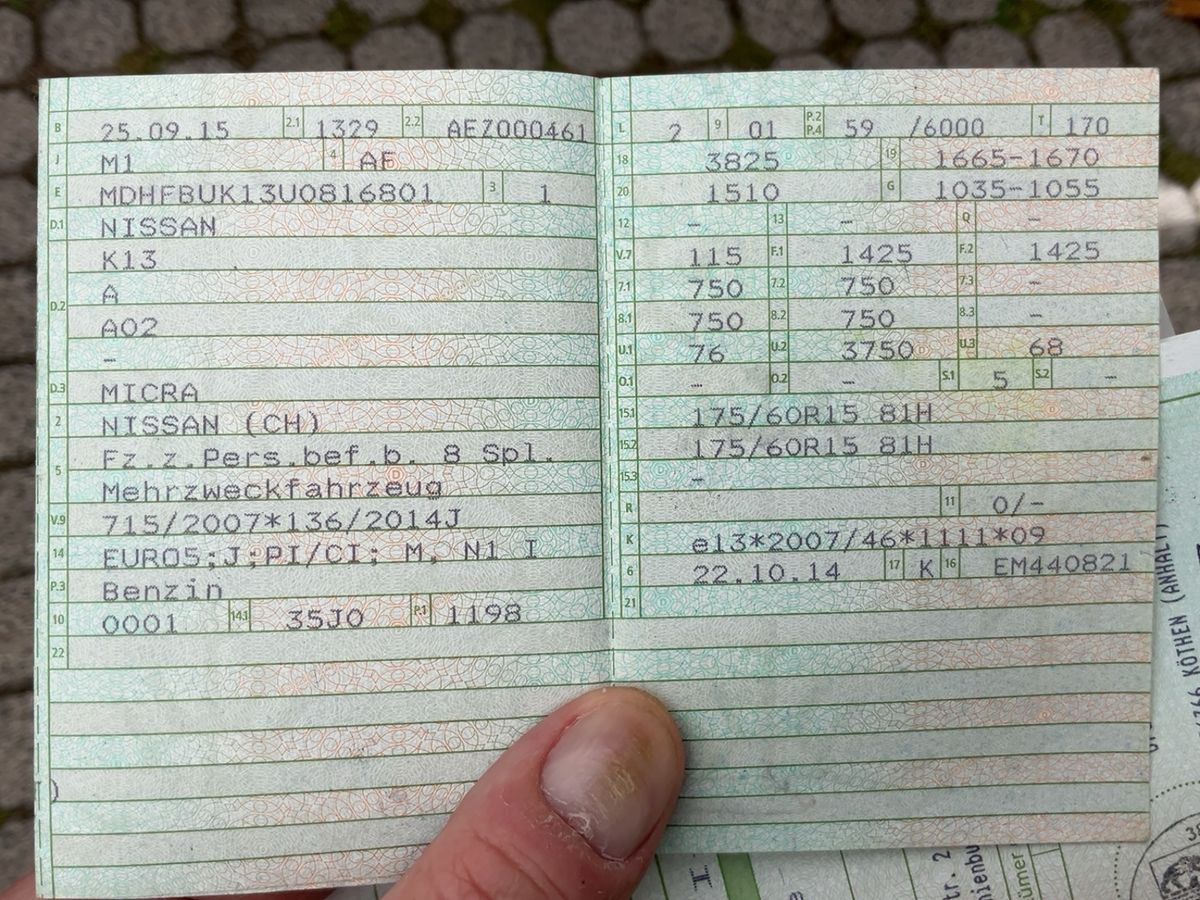 B 25.09.15 2.1 1329 2.2 AEZ000461
J M1 4 AF
E MDHFBUK13U0816801 3 1
D.1 NISSAN
K13
D.2 A
A02
–
D.3 MICRA
2 NISSAN (CH)
5 Fz.z.Pers.bef.b. 8 Spl.
Mehrzweckfahrzeug
V.9 715/2007*136/2014J
14 EURO5;J;PI/CI; M, N1 I
P.3 Benzin
10 0001 14.1 35J0 P.1 1198
22
L 2 9 01 P.2 P.4 59 /6000 T 170
18 3825 19 1665-1670
20 1510 G 1035-1055
12 – 13 – Q –
V.7 115 F.1 1425 F.2 1425
7.1 750 7.2 750 7.3 –
8.1 750 8.2 750 8.3 –
U.1 76 U.2 3750 U.3 68
O.1 – O.2 – S.1 5 S.2 –
15.1 175/60R15 81H
15.2 175/60R15 81H
15.3 –
R 11 0/-
K e13*2007/46*1111*09
6 22.10.14 17 K 16 EM440821
21
KÖTHEN (ANHALT)
tr. 2